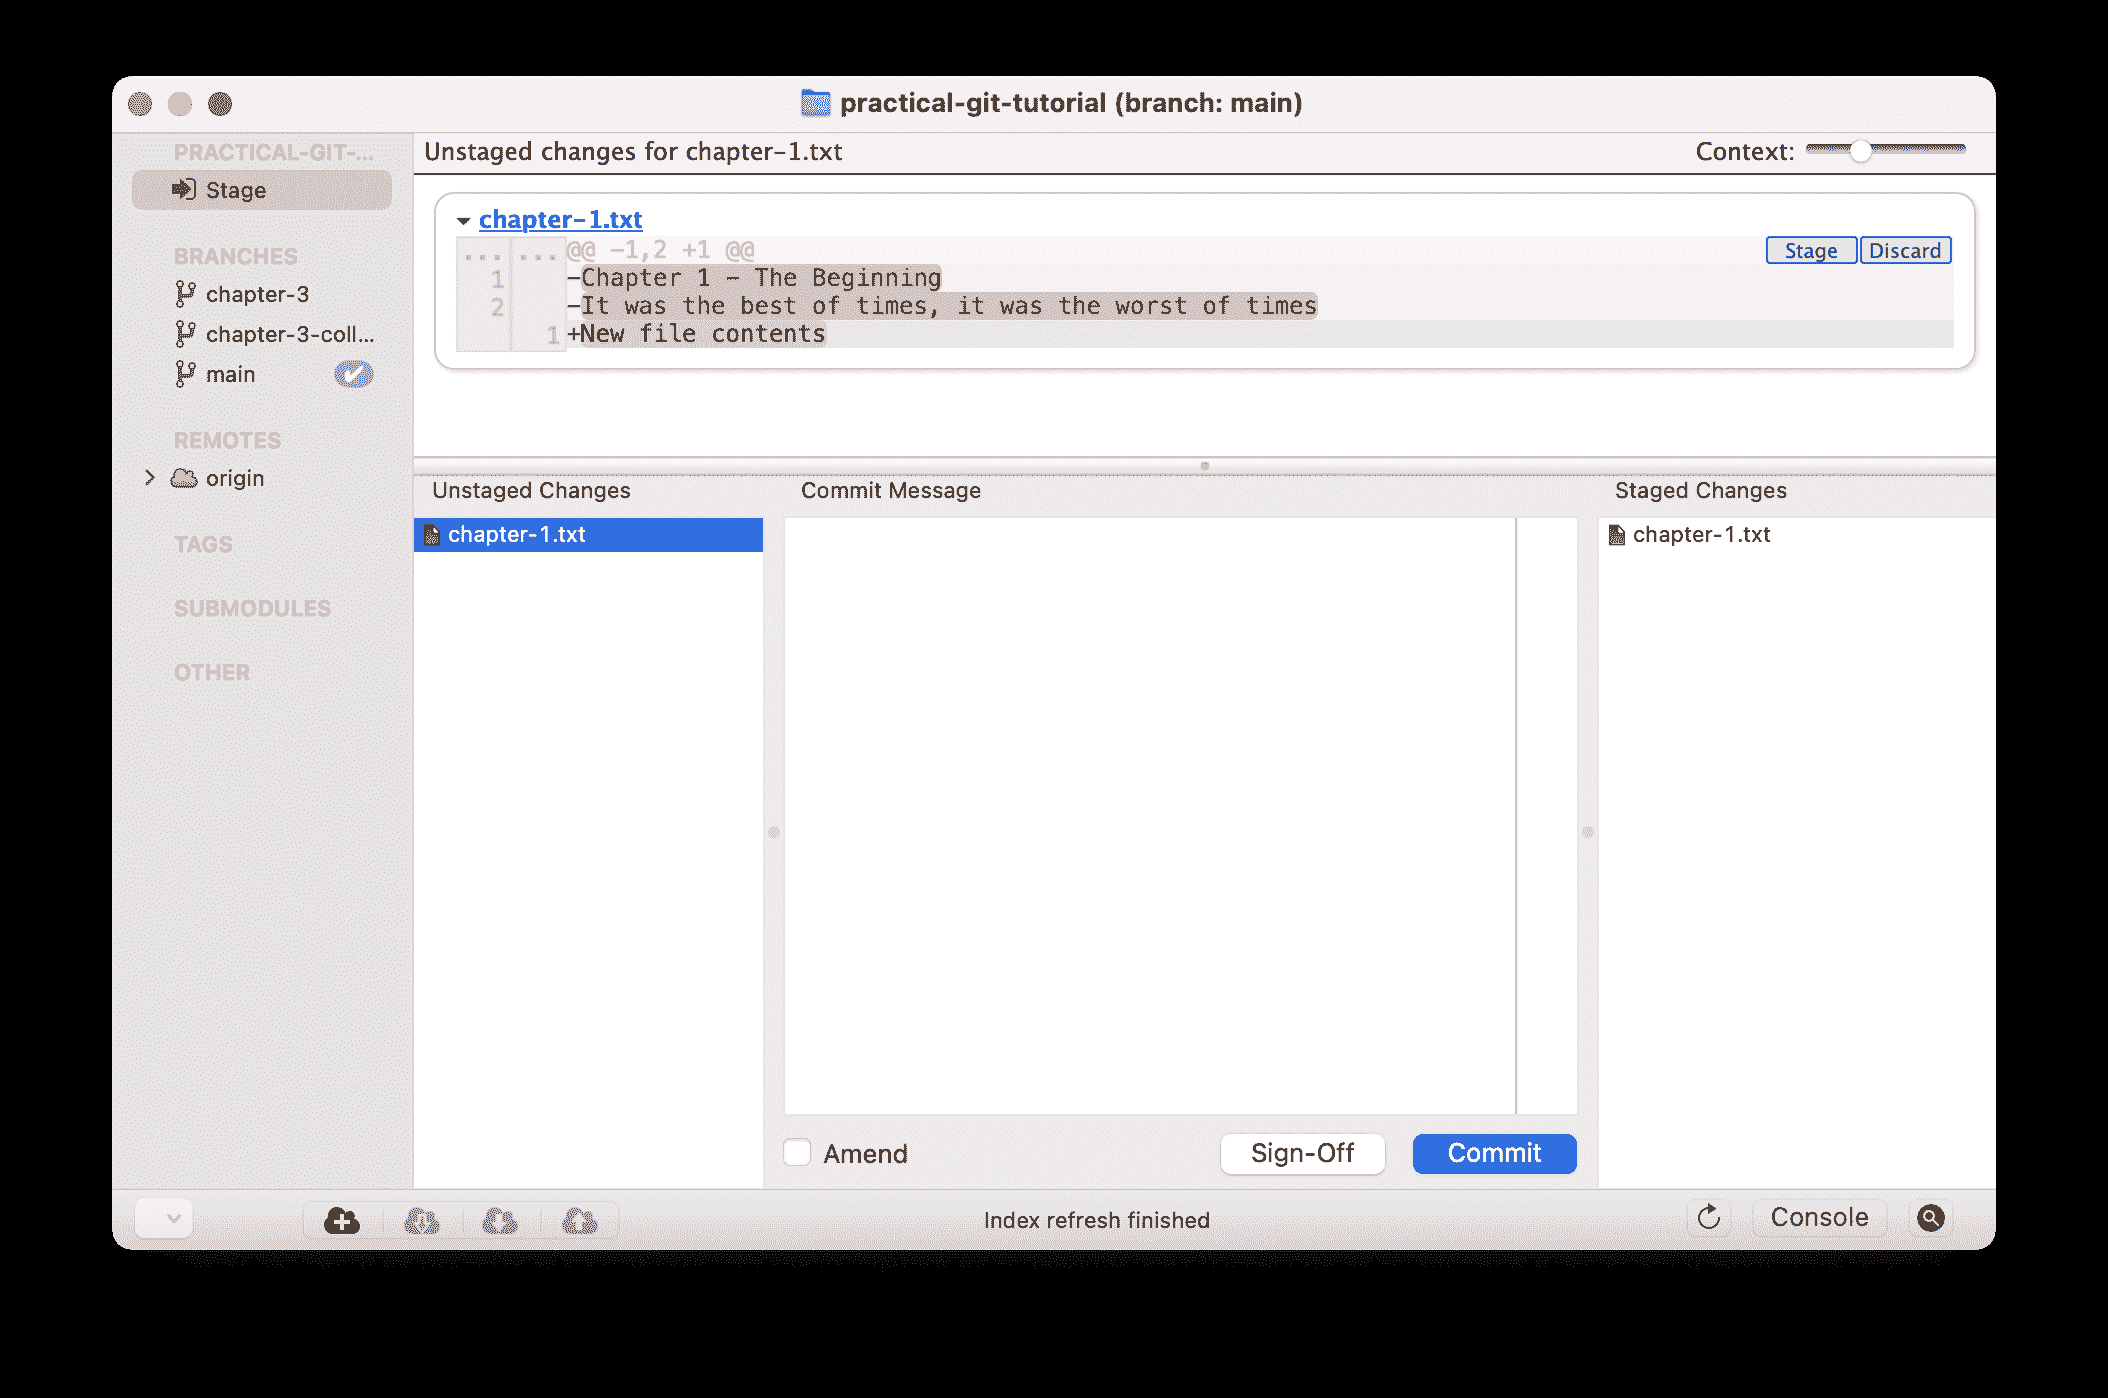 practical-git-tutorial (branch: main)
PRACTICAL-GIT-...
Stage
BRANCHES
chapter-3
chapter-3-coll...
main
REMOTES
origin
TAGS
SUBMODULES
OTHER
Unstaged changes for chapter-1.txt
Context:
chapter-1.txt
... ... @@ -1,2 +1 @@
Stage Discard
1 -Chapter 1 - The Beginning
2 -It was the best of times, it was the worst of times
1 +New file contents
Unstaged Changes
chapter-1.txt
Commit Message
Amend
Sign-Off
Commit
Staged Changes
chapter-1.txt
Index refresh finished
Console